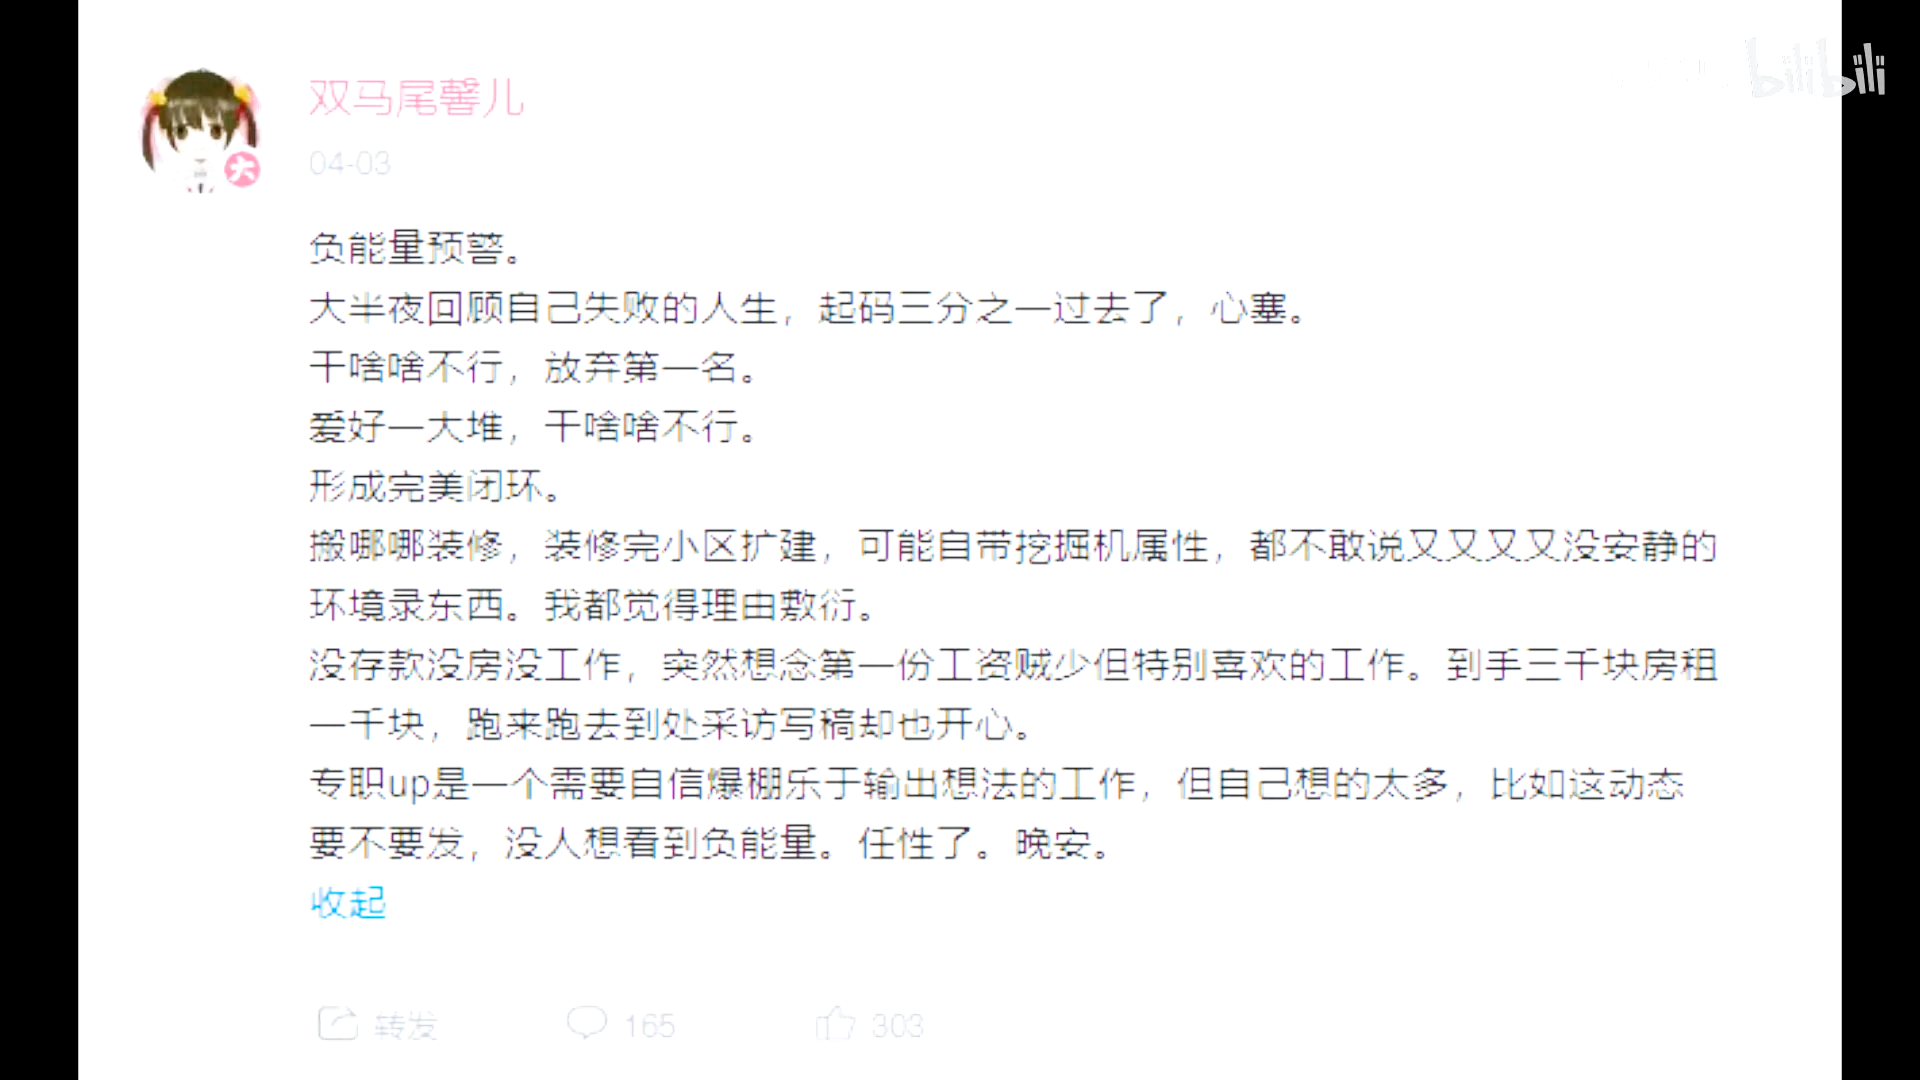 bilibili
双马尾馨儿
大
04-03
负能量预警。
大半夜回顾自己失败的人生，起码三分之一过去了，心塞。
干啥啥不行，放弃第一名。
爱好一大堆，干啥啥不行。
形成完美闭环。
搬哪哪装修，装修完小区扩建，可能自带挖掘机属性，都不敢说又又又又没安静的
环境录东西。我都觉得理由敷衍。
没存款没房没工作，突然想念第一份工资贼少但特别喜欢的工作。到手三千块房租
一千块，跑来跑去到处采访写稿却也开心。
专职up是一个需要自信爆棚乐于输出想法的工作，但自己想的太多，比如这动态
要不要发，没人想看到负能量。任性了。晚安。
收起
转发 165 303